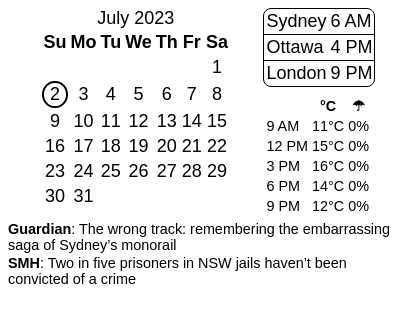 July 2023
Su Mo Tu We Th Fr Sa
1
2 3 4 5 6 7 8
9 10 11 12 13 14 15
16 17 18 19 20 21 22
23 24 25 26 27 28 29
30 31
Sydney 6 AM
Ottawa 4 PM
London 9 PM
°C ☂
9 AM 11°C 0%
12 PM 15°C 0%
3 PM 16°C 0%
6 PM 14°C 0%
9 PM 12°C 0%
Guardian: The wrong track: remembering the embarrassing
saga of Sydney’s monorail
SMH: Two in five prisoners in NSW jails haven’t been
convicted of a crime